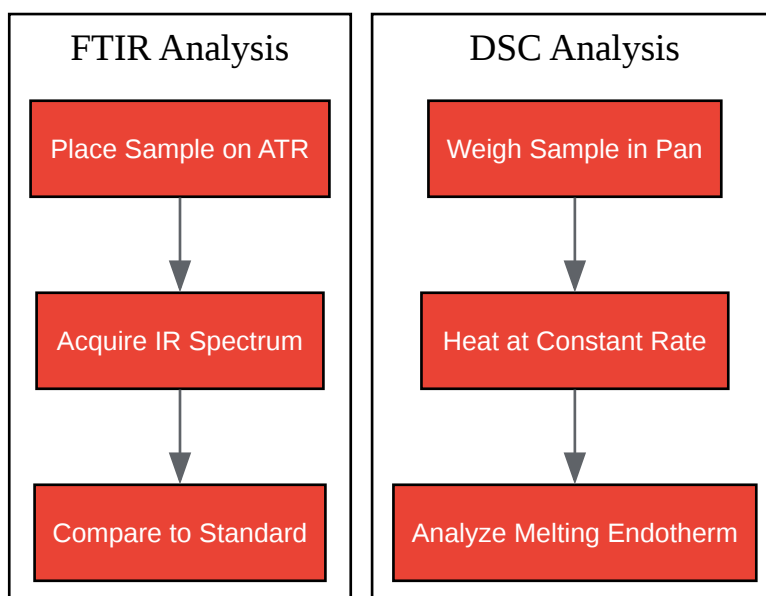 FTIR Analysis
Place Sample on ATR
Acquire IR Spectrum
Compare to Standard
DSC Analysis
Weigh Sample in Pan
Heat at Constant Rate
Analyze Melting Endotherm